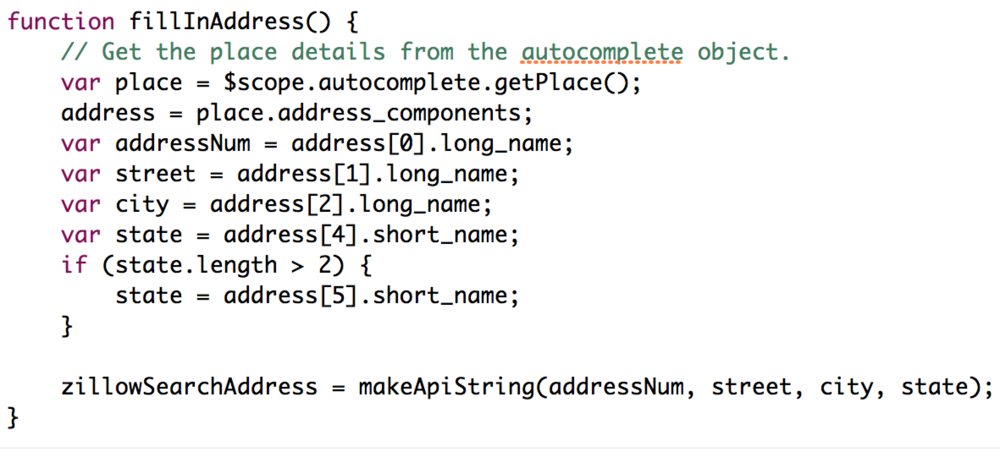 function fillInAddress() {
    // Get the place details from the autocomplete object.
    var place = $scope.autocomplete.getPlace();
    address = place.address_components;
    var addressNum = address[0].long_name;
    var street = address[1].long_name;
    var city = address[2].long_name;
    var state = address[4].short_name;
    if (state.length > 2) {
        state = address[5].short_name;
    }

    zillowSearchAddress = makeApiString(addressNum, street, city, state);
}